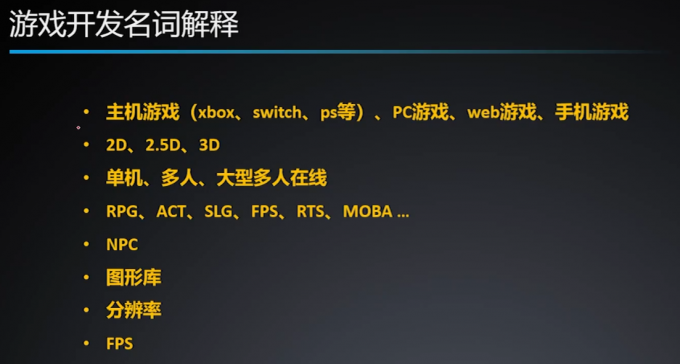 游戏开发名词解释
• 主机游戏（xbox、switch、ps等）、PC游戏、web游戏、手机游戏
• 2D、2.5D、3D
• 单机、多人、大型多人在线
• RPG、ACT、SLG、FPS、RTS、MOBA ...
• NPC
• 图形库
• 分辨率
• FPS